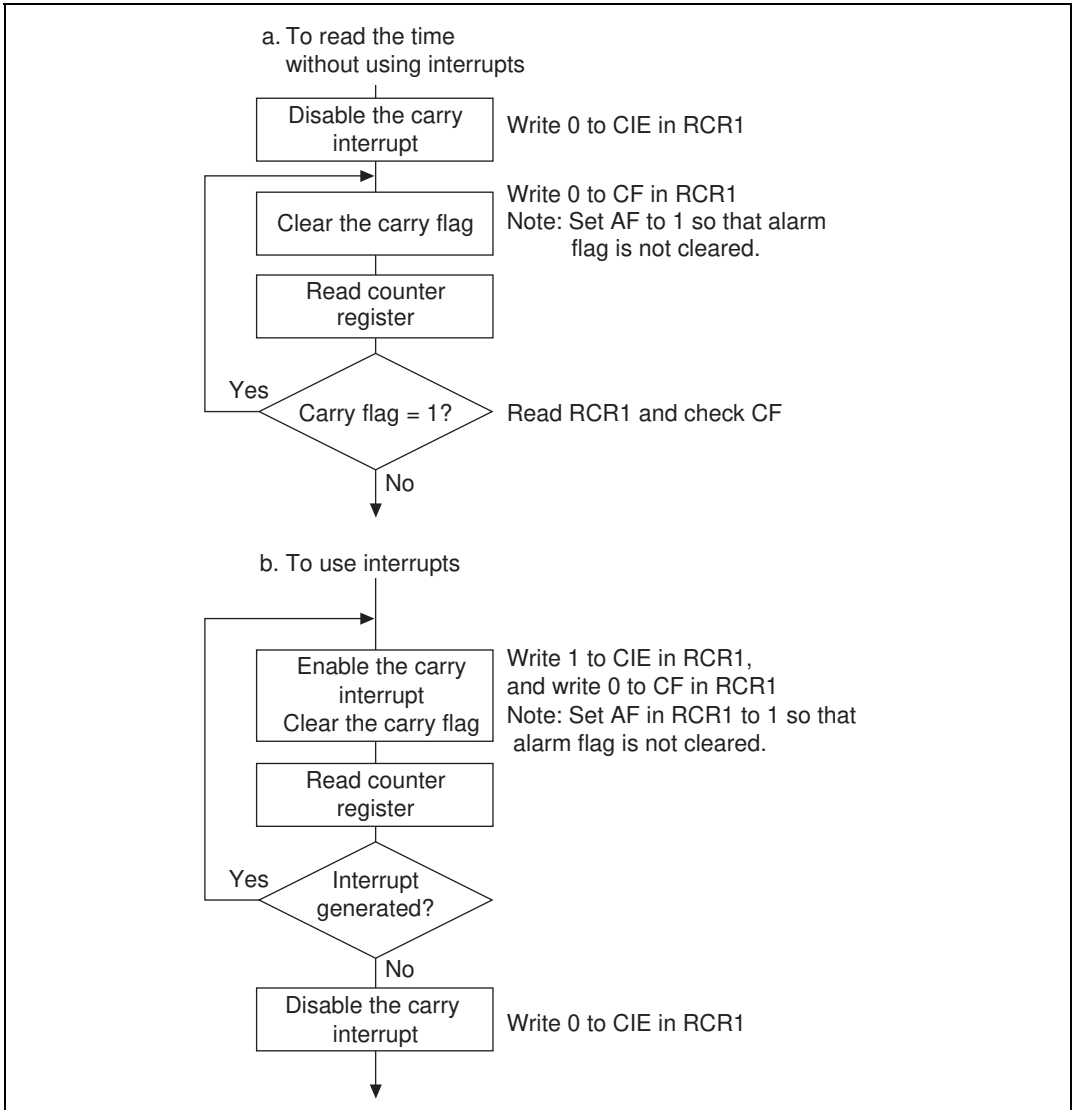 a. To read the time
without using interrupts
Disable the carry
interrupt
Write 0 to CIE in RCR1
Clear the carry flag
Write 0 to CF in RCR1
Note: Set AF to 1 so that alarm
flag is not cleared.
Read counter
register
Yes
Carry flag = 1?
Read RCR1 and check CF
No
b. To use interrupts
Enable the carry
interrupt
Clear the carry flag
Write 1 to CIE in RCR1,
and write 0 to CF in RCR1
Note: Set AF in RCR1 to 1 so that
alarm flag is not cleared.
Read counter
register
Yes
Interrupt
generated?
No
Disable the carry
interrupt
Write 0 to CIE in RCR1